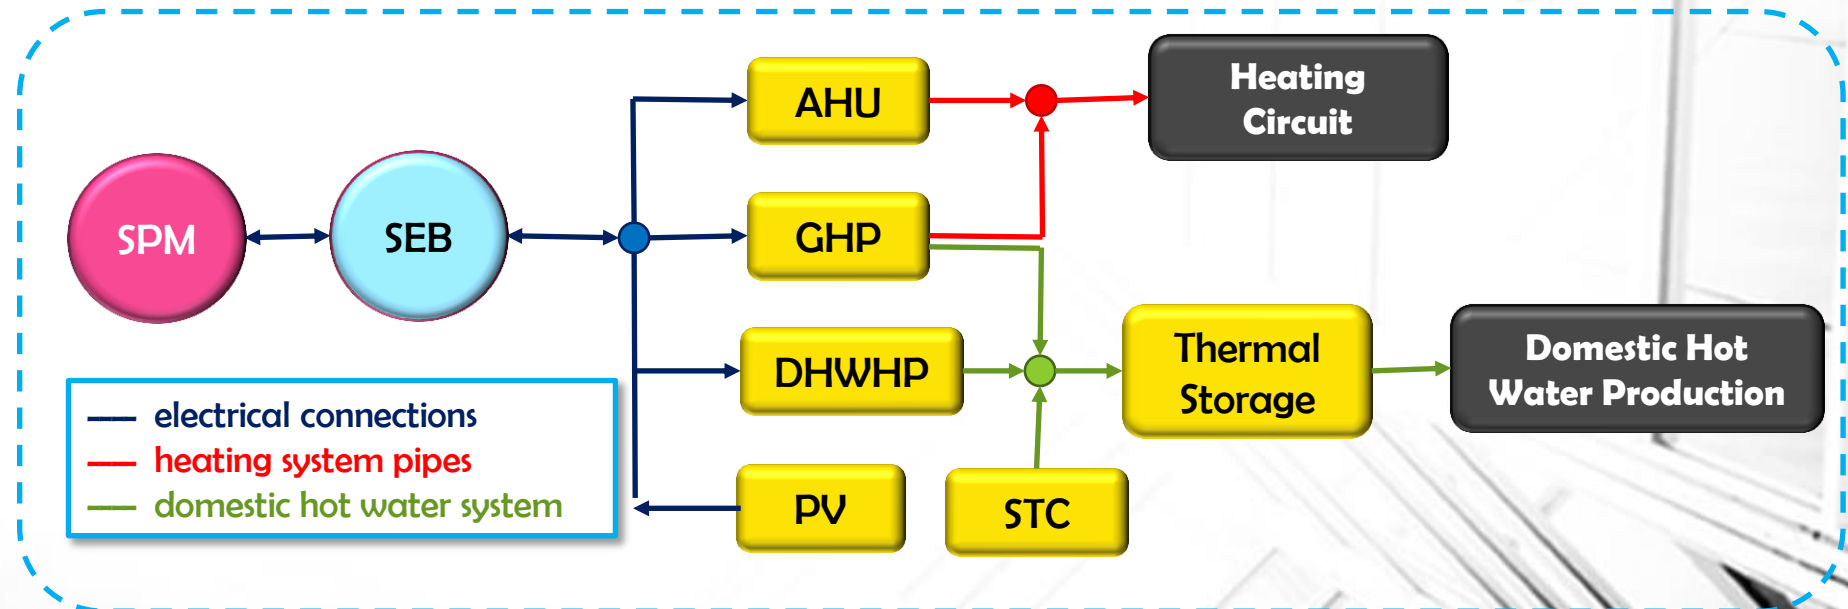 AHU
Heating
Circuit
SPM
SEB
GHP
DHWHP
Thermal
Storage
Domestic Hot
Water Production
electrical connections
heating system pipes
domestic hot water system
PV
STC